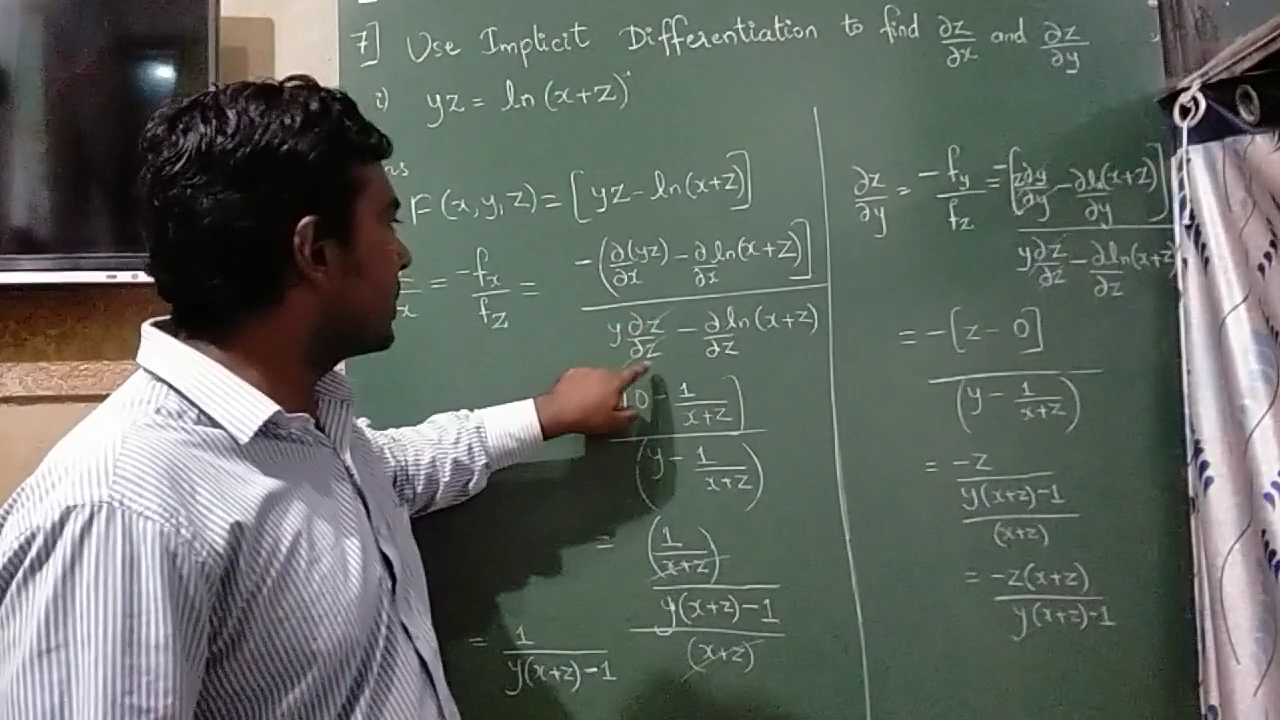 7] Use Implicit Differentiation to find ∂z/∂x and ∂z/∂y
i) yz = ln(x+z)
ns
F(x,y,z) = [yz - ln(x+z)]
x = -fx/fz = -(∂(yz)/∂x - ∂ln(x+z)/∂x)] / y∂z/∂z - ∂ln(x+z)/∂z
0 - 1/(x+z)] / (y - 1/(x+z))
= (1/(x+z)) / y(x+z)-1 / (x+z)
= 1/y(x+z)-1
∂z/∂y = -fy/fz = -[z∂y/∂y - ∂ln(x+z)/∂y] / y∂z/∂z - ∂ln(x+z)/∂z
= -[z - 0] / (y - 1/(x+z))
= -z / y(x+z)-1 / (x+z)
= -z(x+z) / y(x+z)-1